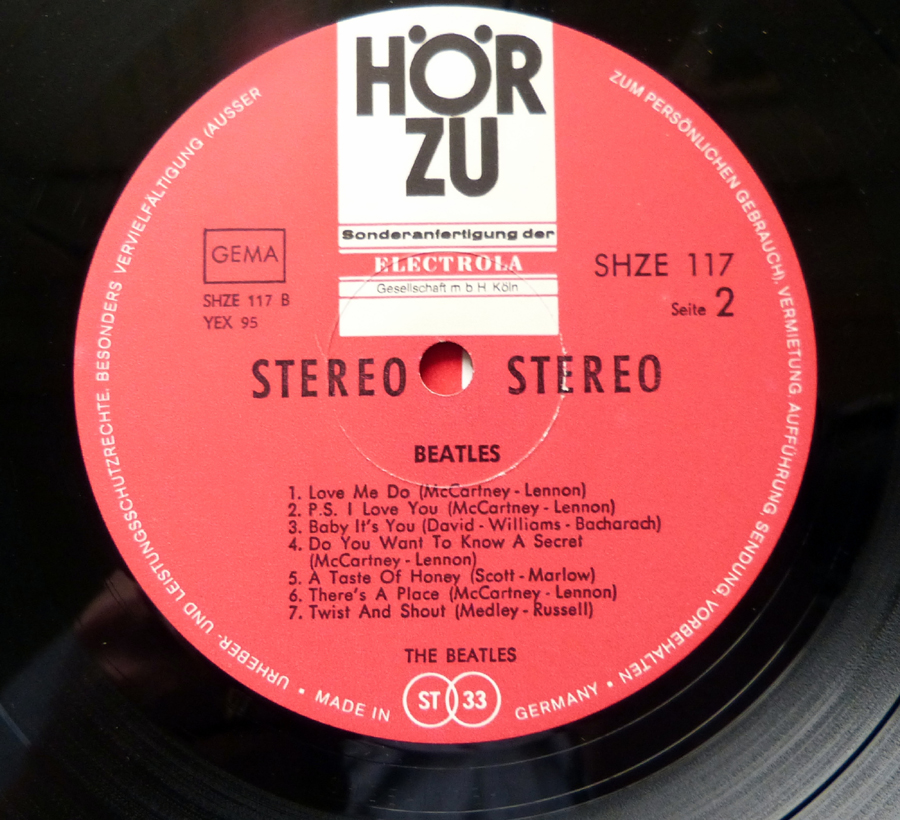 HÖR
ZU
Sonderanfertigung der
ELECTROLA
Gesellschaft m b H Köln
GEMA
SHZE 117 B
YEX 95
SHZE 117
Seite 2
STEREO STEREO
BEATLES
1. Love Me Do (McCartney - Lennon)
2. P.S. I Love You (McCartney - Lennon)
3. Baby It's You (David - Williams - Bacharach)
4. Do You Want To Know A Secret
(McCartney - Lennon)
5. A Taste Of Honey (Scott - Marlow)
6. There's A Place (McCartney - Lennon)
7. Twist And Shout (Medley - Russell)
THE BEATLES
ST 33
URHEBER- UND LEISTUNGSSCHUTZRECHTE, BESONDERS VERVIELFÄLTIGUNG (AUSSER
ZUM PERSÖNLICHEN GEBRAUCH), VERMIETUNG, AUFFÜHRUNG, SENDUNG, VORBEHALTEN •
• MADE IN GERMANY